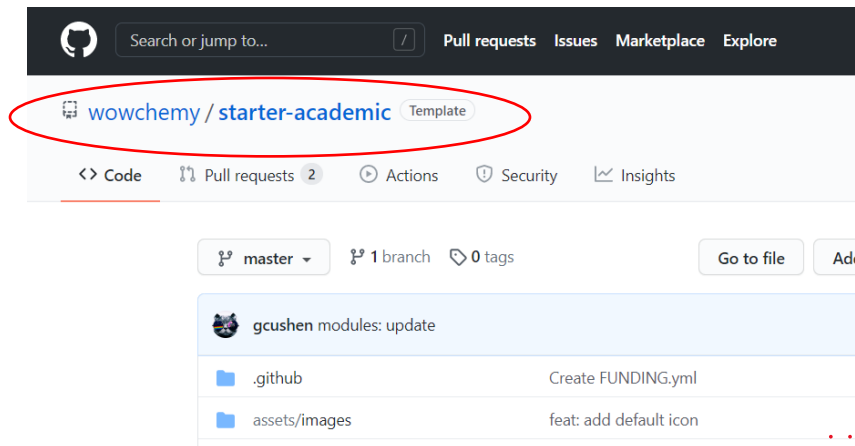 Search or jump to... / Pull requests Issues Marketplace Explore
wowchemy / starter-academic Template
Code Pull requests 2 Actions Security Insights
master 1 branch 0 tags Go to file
gcushen modules: update
.github Create FUNDING.yml
assets/images feat: add default icon